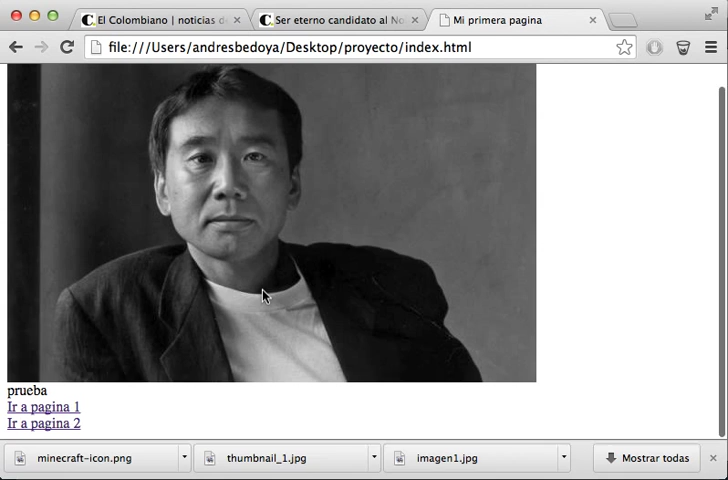 El Colombiano | noticias d
Ser eterno candidato al No
Mi primera pagina
file:///Users/andresbedoya/Desktop/proyecto/index.html
prueba
Ir a pagina 1
Ir a pagina 2
minecraft-icon.png
thumbnail_1.jpg
imagen1.jpg
Mostrar todas